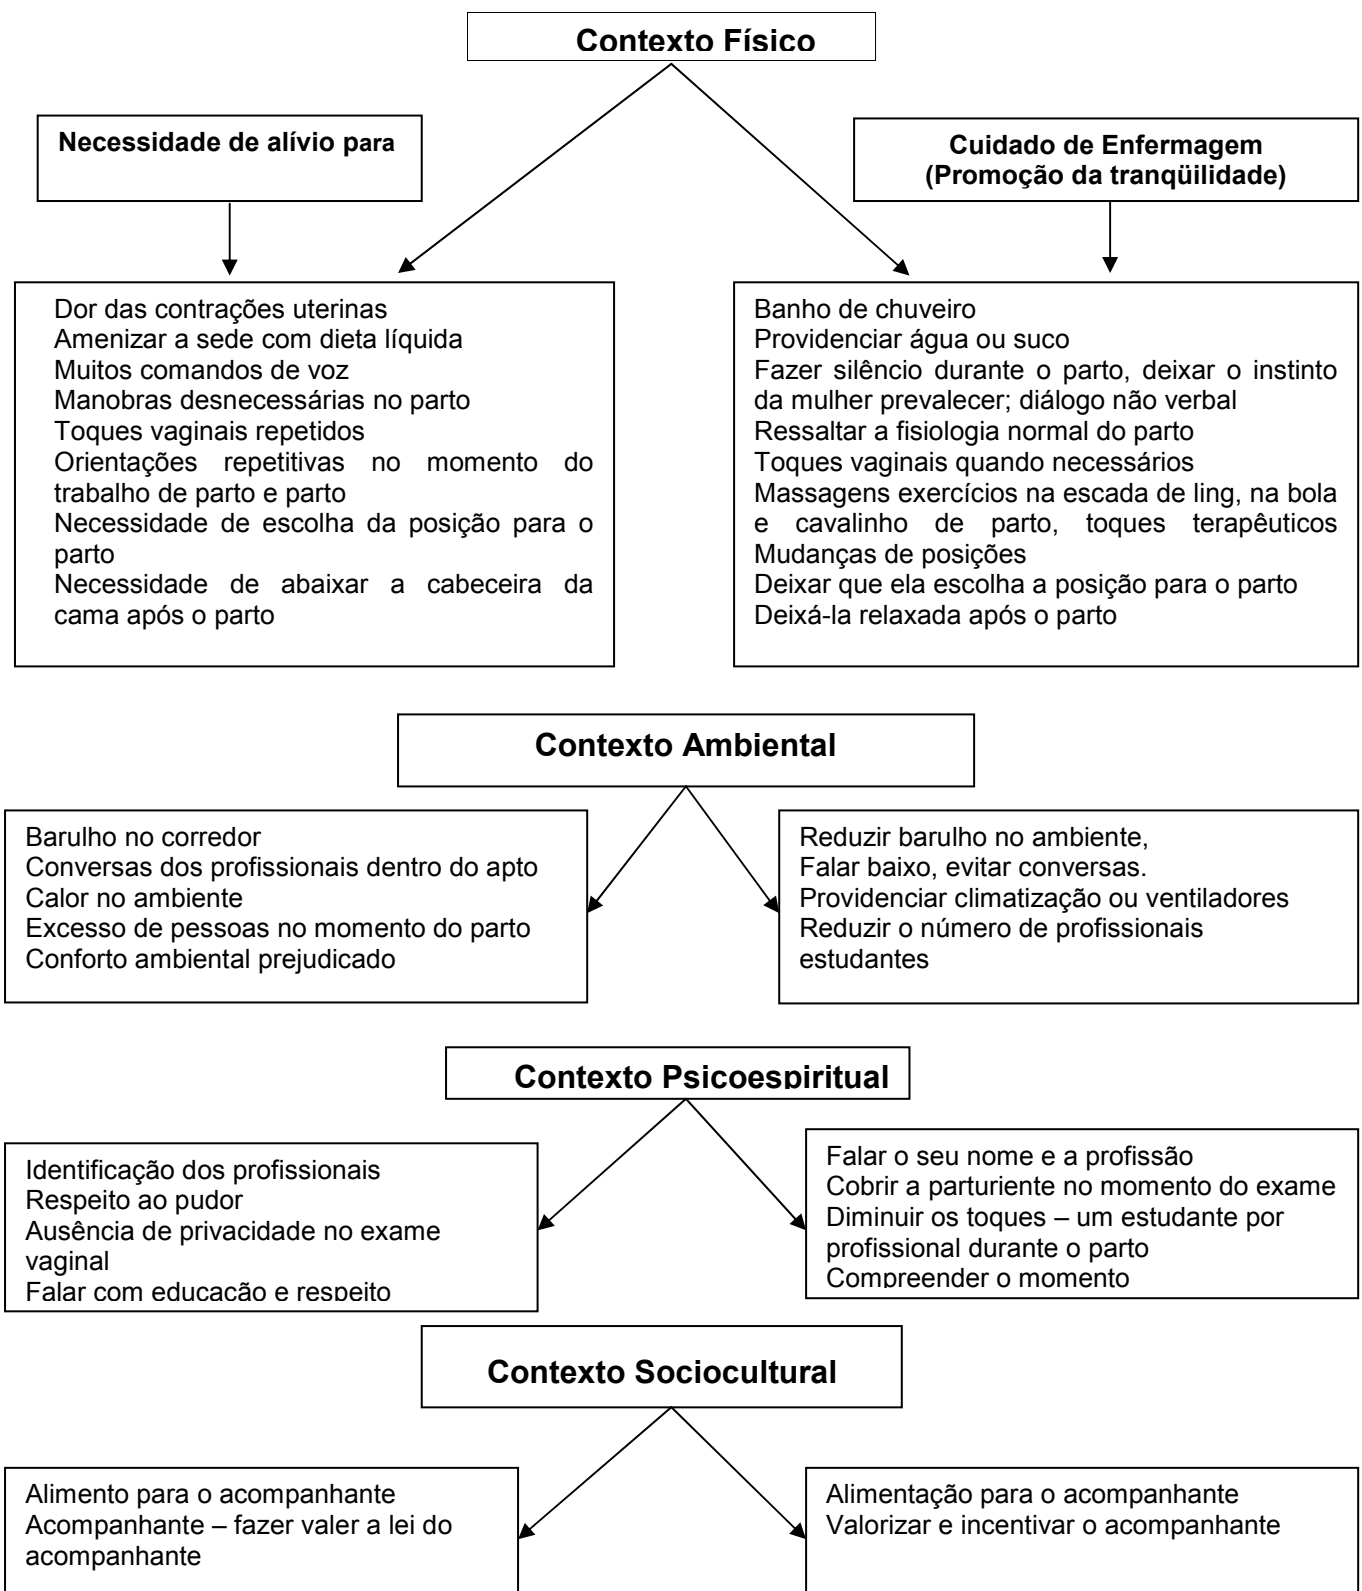 Contexto Físico
Necessidade de alívio para
Cuidado de Enfermagem
(Promoção da tranqüilidade)
Dor das contrações uterinas
Amenizar a sede com dieta líquida
Muitos comandos de voz
Manobras desnecessárias no parto
Toques vaginais repetidos
Orientações repetitivas no momento do
trabalho de parto e parto
Necessidade de escolha da posição para o
parto
Necessidade de abaixar a cabeceira da
cama após o parto
Banho de chuveiro
Providenciar água ou suco
Fazer silêncio durante o parto, deixar o instinto
da mulher prevalecer; diálogo não verbal
Ressaltar a fisiologia normal do parto
Toques vaginais quando necessários
Massagens exercícios na escada de ling, na bola
e cavalinho de parto, toques terapêuticos
Mudanças de posições
Deixar que ela escolha a posição para o parto
Deixá-la relaxada após o parto
Contexto Ambiental
Barulho no corredor
Conversas dos profissionais dentro do apto
Calor no ambiente
Excesso de pessoas no momento do parto
Conforto ambiental prejudicado
Reduzir barulho no ambiente,
Falar baixo, evitar conversas.
Providenciar climatização ou ventiladores
Reduzir o número de profissionais
estudantes
Contexto Psicoespiritual
Identificação dos profissionais
Respeito ao pudor
Ausência de privacidade no exame
vaginal
Falar com educação e respeito
Falar o seu nome e a profissão
Cobrir a parturiente no momento do exame
Diminuir os toques – um estudante por
profissional durante o parto
Compreender o momento
Contexto Sociocultural
Alimento para o acompanhante
Acompanhante – fazer valer a lei do
acompanhante
Alimentação para o acompanhante
Valorizar e incentivar o acompanhante